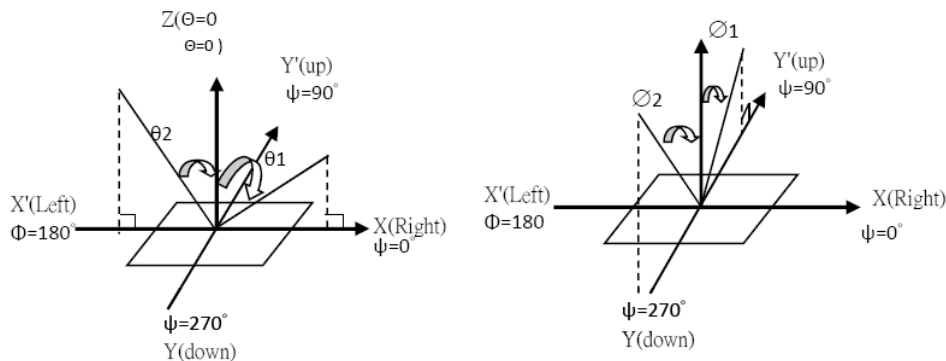 Z(Θ=0
Θ=0 )
Y'(up)
ψ=90°
θ2
θ1
X'(Left)
Φ=180°
X(Right)
ψ=0°
ψ=270°
Y(down)
∅1
Y'(up)
ψ=90°
∅2
X'(Left)
Φ=180°
X(Right)
ψ=0°
ψ=270°
Y(down)